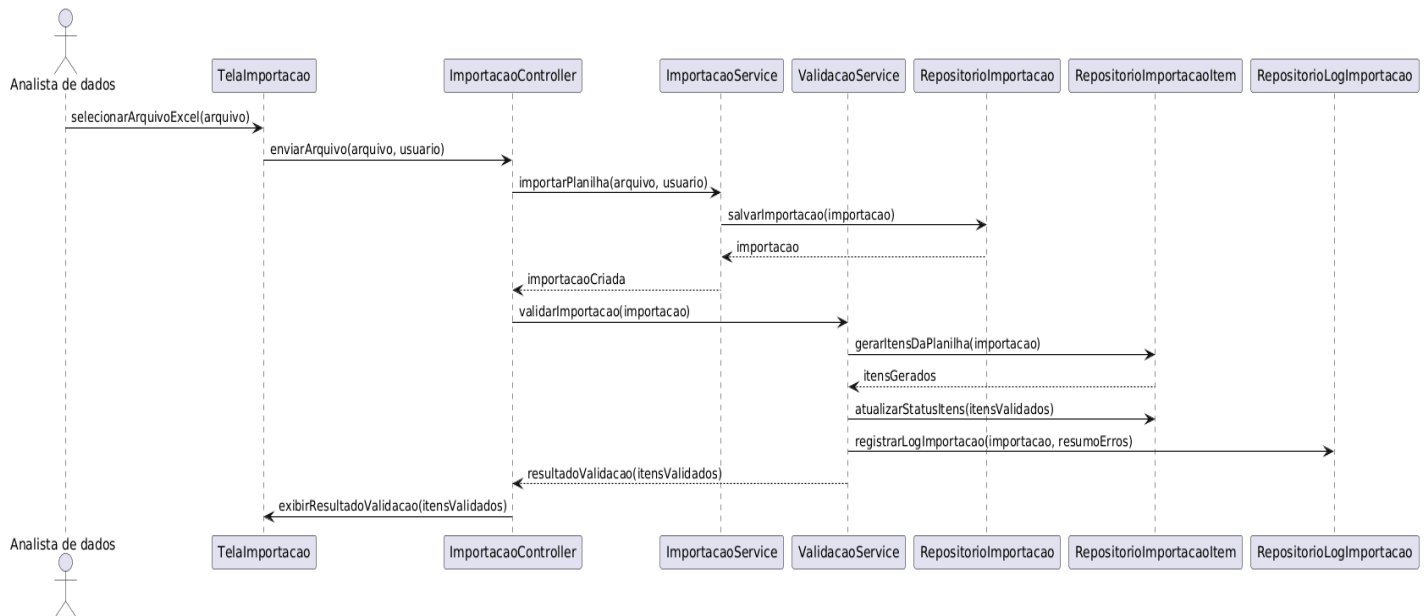 Analista de dados
TelaImportacao
ImportacaoController
ImportacaoService
ValidacaoService
RepositorioImportacao
RepositorioImportacaoItem
RepositorioLogImportacao
selecionarArquivoExcel(arquivo)
enviarArquivo(arquivo, usuario)
importarPlanilha(arquivo, usuario)
salvarImportacao(importacao)
importacao
importacaoCriada
validarImportacao(importacao)
gerarItensDaPlanilha(importacao)
itensGerados
atualizarStatusItens(itensValidados)
registrarLogImportacao(importacao, resumoErros)
resultadoValidacao(itensValidados)
exibirResultadoValidacao(itensValidados)
Analista de dados
TelaImportacao
ImportacaoController
ImportacaoService
ValidacaoService
RepositorioImportacao
RepositorioImportacaoItem
RepositorioLogImportacao